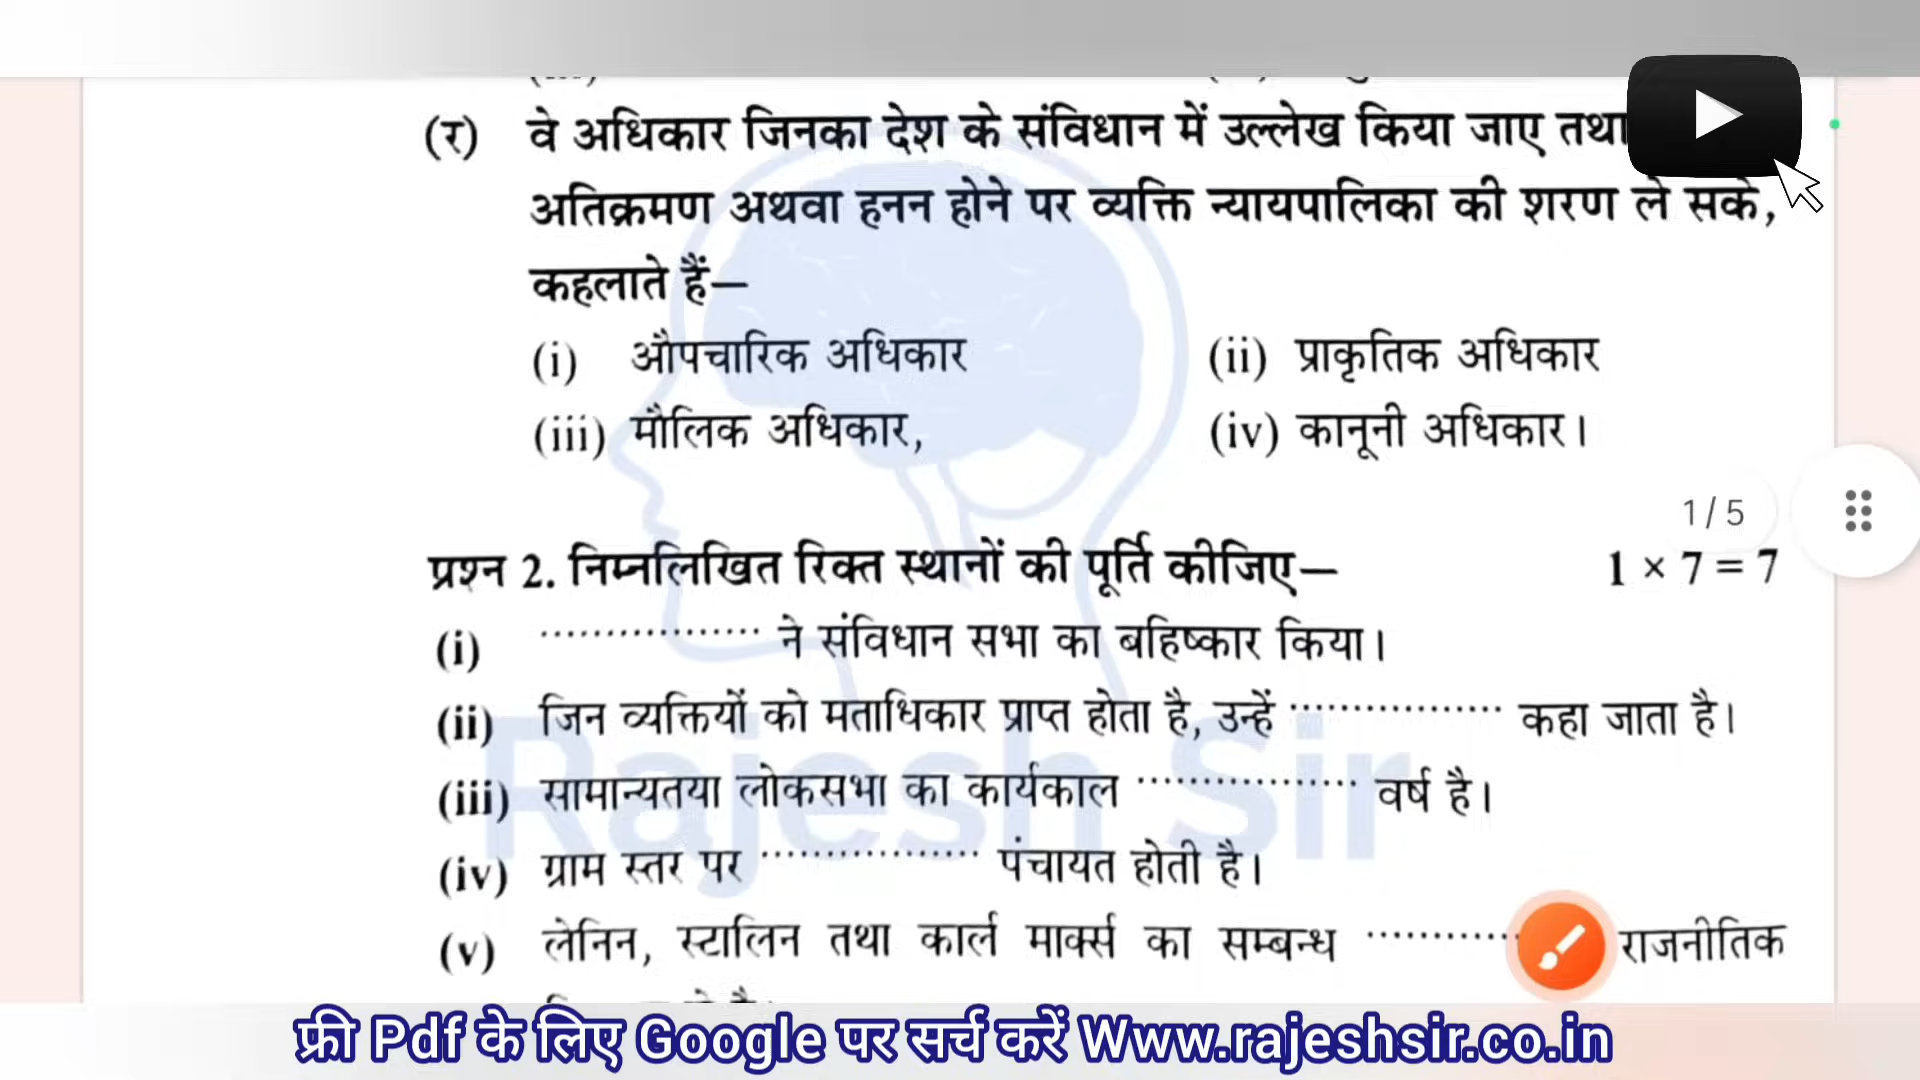 (र) वे अधिकार जिनका देश के संविधान में उल्लेख किया जाए तथा
अतिक्रमण अथवा हनन होने पर व्यक्ति न्यायपालिका की शरण ले सके,
कहलाते हैं—
(i) औपचारिक अधिकार (ii) प्राकृतिक अधिकार
(iii) मौलिक अधिकार, (iv) कानूनी अधिकार।
1 / 5
प्रश्न 2. निम्नलिखित रिक्त स्थानों की पूर्ति कीजिए— 1 × 7 = 7
(i) ................. ने संविधान सभा का बहिष्कार किया।
(ii) जिन व्यक्तियों को मताधिकार प्राप्त होता है, उन्हें ................. कहा जाता है।
(iii) सामान्यतया लोकसभा का कार्यकाल ................. वर्ष है।
(iv) ग्राम स्तर पर ................. पंचायत होती है।
(v) लेनिन, स्टालिन तथा कार्ल मार्क्स का सम्बन्ध ............ राजनीतिक
Rajesh Sir
फ्री Pdf के लिए Google पर सर्च करें Www.rajeshsir.co.in